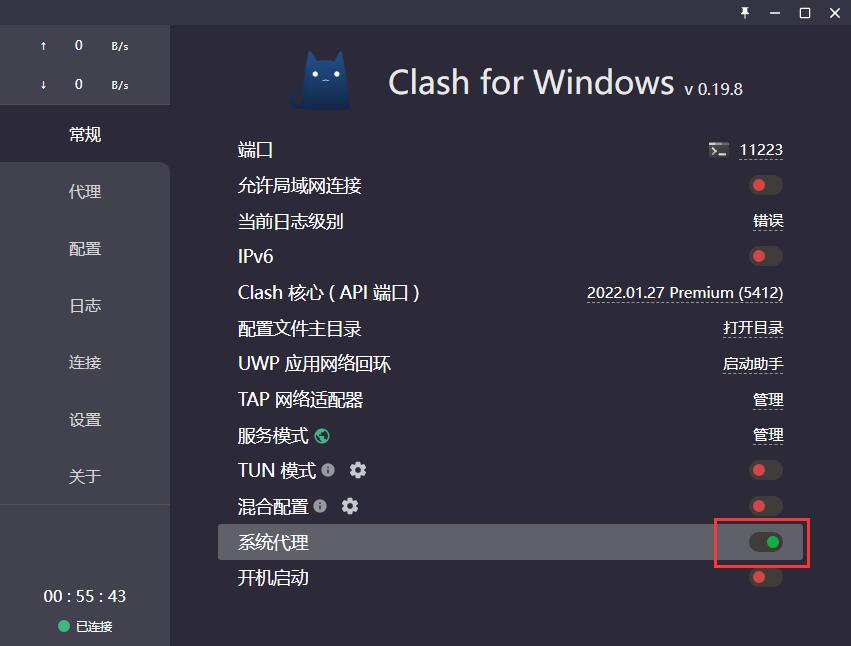 ↑ 0 B/s
↓ 0 B/s
常规
代理
配置
日志
连接
设置
关于
00 : 55 : 43
已连接
Clash for Windows v 0.19.8
端口 11223
允许局域网连接
当前日志级别 错误
IPv6
Clash 核心 ( API 端口 ) 2022.01.27 Premium (5412)
配置文件主目录 打开目录
UWP 应用网络回环 启动助手
TAP 网络适配器 管理
服务模式 管理
TUN 模式
混合配置
系统代理
开机启动